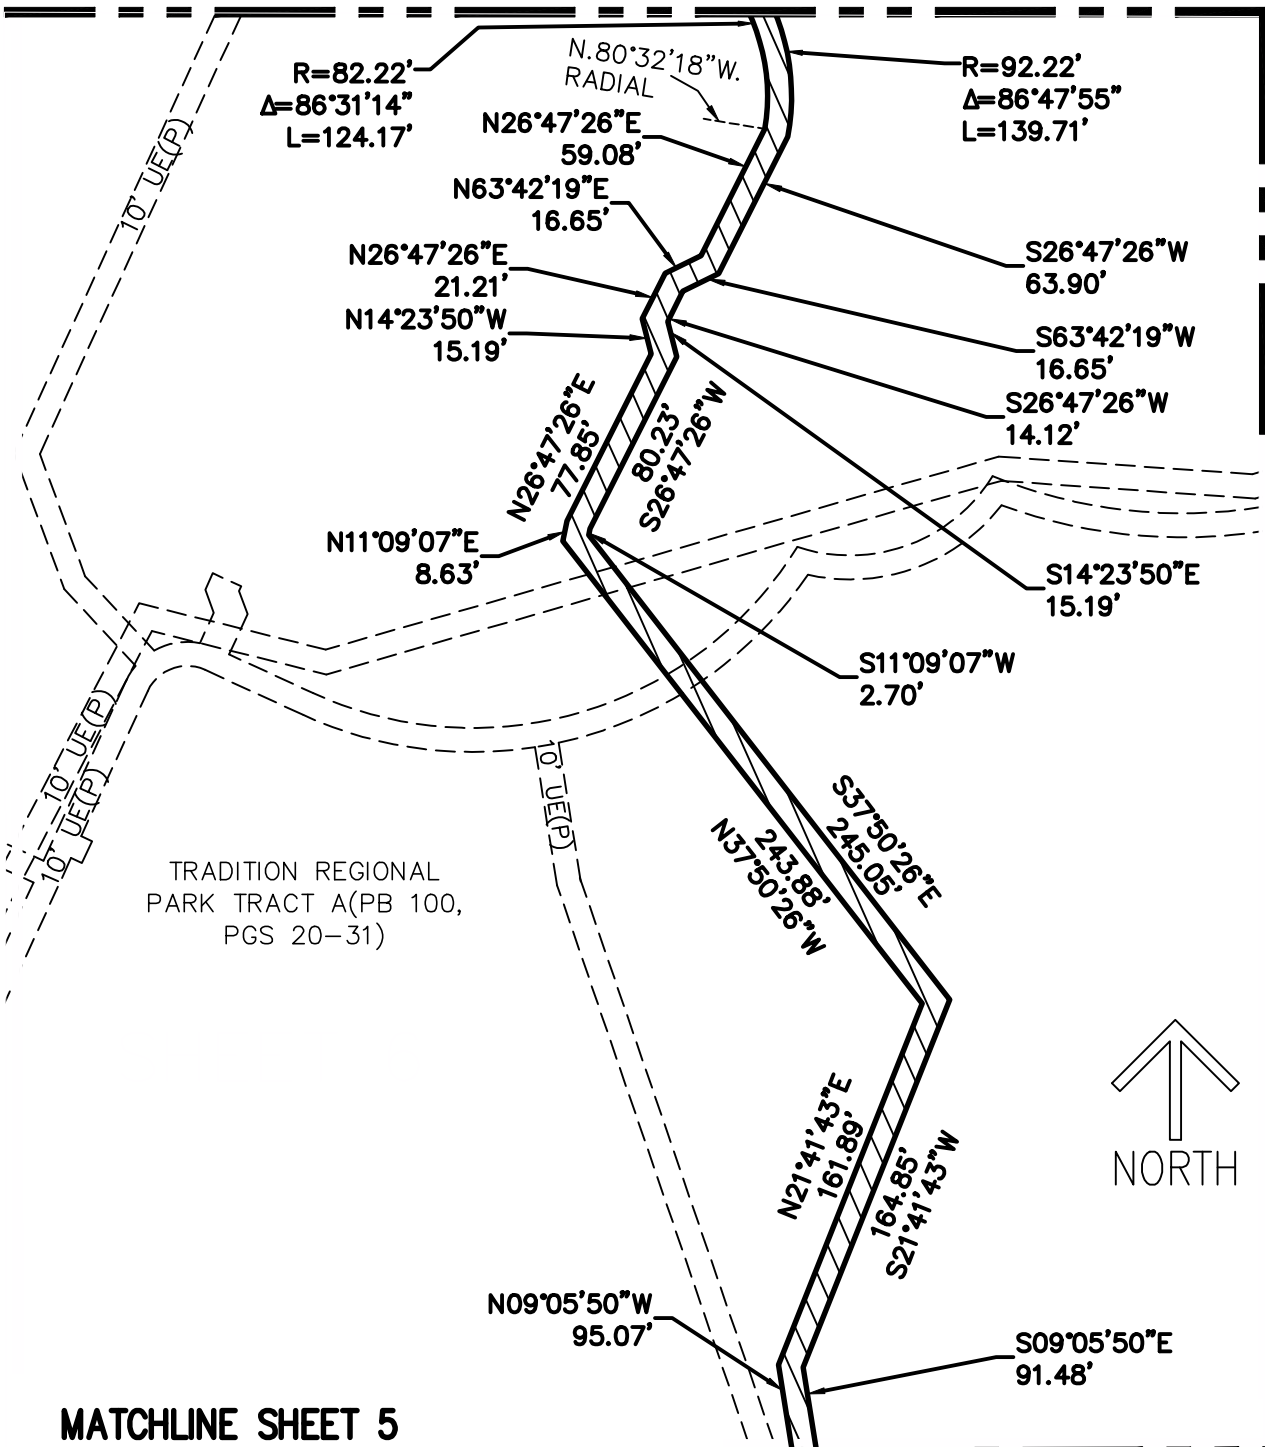 R=82.22'
Δ=86°31'14"
L=124.17'
N.80°32'18"W.
RADIAL
R=92.22'
Δ=86°47'55"
L=139.71'
N26°47'26"E
59.08'
N63°42'19"E
16.65'
N26°47'26"E
21.21'
N14°23'50"W
15.19'
S26°47'26"W
63.90'
S63°42'19"W
16.65'
S26°47'26"W
14.12'
10' UE(P)
N26°47'26"E
77.85'
80.23'
S26°47'26"W
N11°09'07"E
8.63'
S14°23'50"E
15.19'
S11°09'07"W
2.70'
10' UE(P)
10' UE(P)
10' UE(P)
S37°50'26"E
245.05'
243.88'
N37°50'26"W
TRADITION REGIONAL
PARK TRACT A(PB 100,
PGS 20-31)
N21°41'43"E
161.89'
164.85'
S21°41'43"W
NORTH
N09°05'50"W
95.07'
S09°05'50"E
91.48'
MATCHLINE SHEET 5